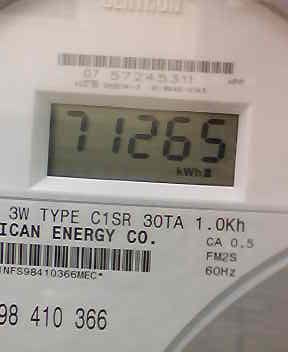 CENTRON
07 57245311
71265
kWh
3W TYPE C1SR 30TA 1.0Kh
ICAN ENERGY CO.
CA 0.5
FM2S
NFS98410366MEC*
60Hz
98 410 366